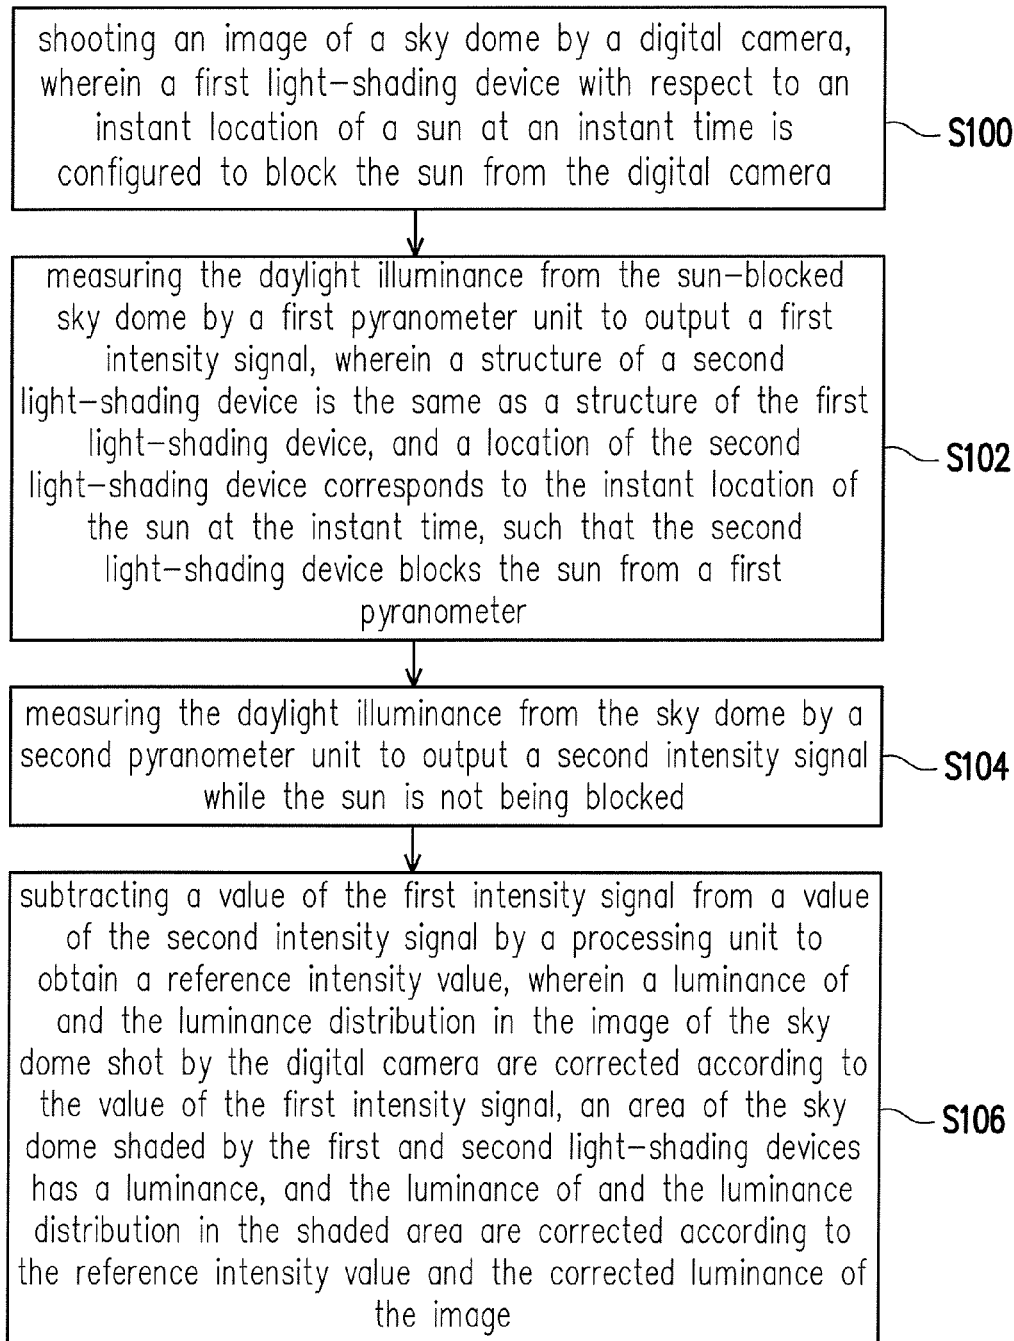 shooting an image of a sky dome by a digital camera,
wherein a first light-shading device with respect to an
instant location of a sun at an instant time is
configured to block the sun from the digital camera
S100
measuring the daylight illuminance from the sun-blocked
sky dome by a first pyranometer unit to output a first
intensity signal, wherein a structure of a second
light-shading device is the same as a structure of the first
light-shading device, and a location of the second
light-shading device corresponds to the instant location of
the sun at the instant time, such that the second
light-shading device blocks the sun from a first
pyranometer
S102
measuring the daylight illuminance from the sky dome by a
second pyranometer unit to output a second intensity signal
while the sun is not being blocked
S104
subtracting a value of the first intensity signal from a value
of the second intensity signal by a processing unit to
obtain a reference intensity value, wherein a luminance of
and the luminance distribution in the image of the sky
dome shot by the digital camera are corrected according to
the value of the first intensity signal, an area of the sky
dome shaded by the first and second light-shading devices
has a luminance, and the luminance of and the luminance
distribution in the shaded area are corrected according to
the reference intensity value and the corrected luminance of
the image
S106